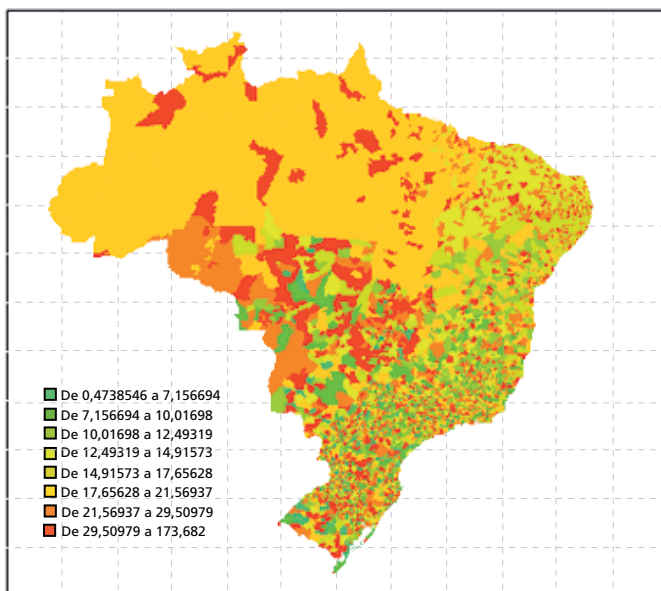 De 0,4738546 a 7,156694
De 7,156694 a 10,01698
De 10,01698 a 12,49319
De 12,49319 a 14,91573
De 14,91573 a 17,65628
De 17,65628 a 21,56937
De 21,56937 a 29,50979
De 29,50979 a 173,682